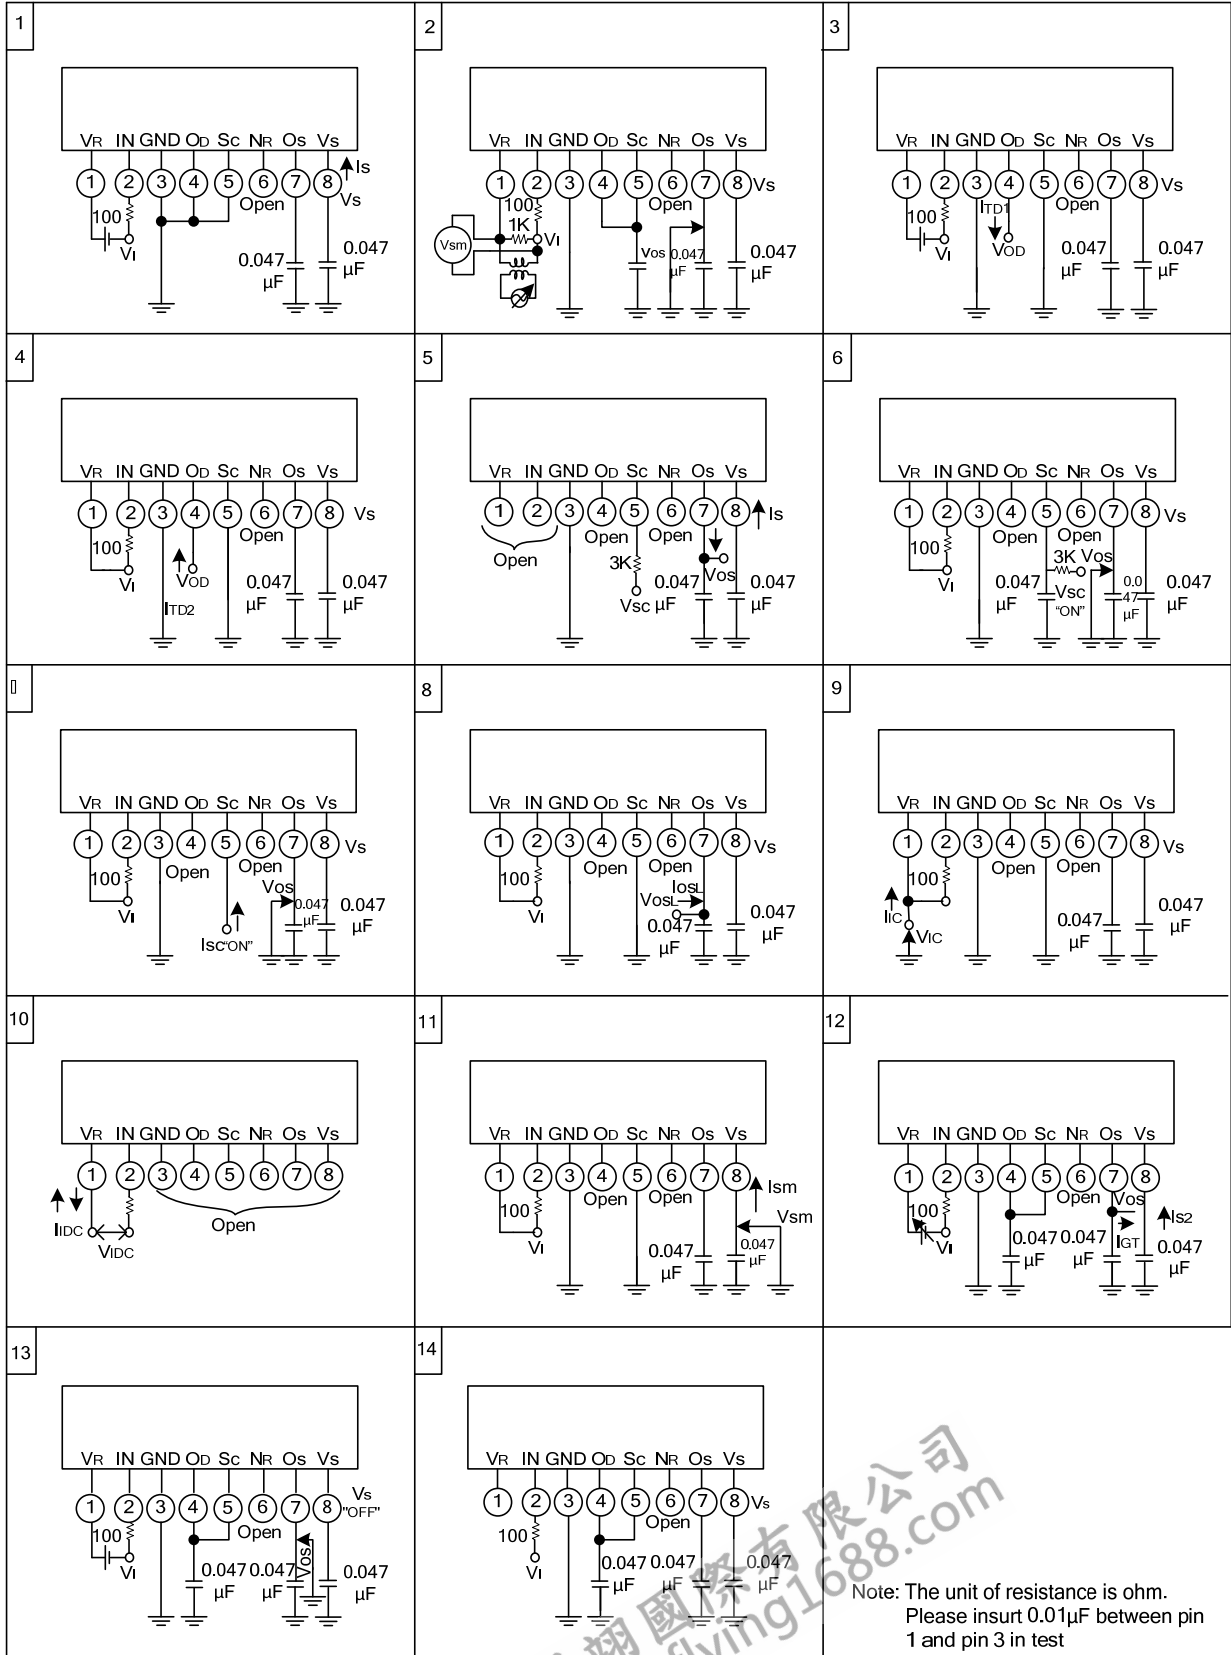 1
VR IN GND OD SC NR OS VS
1 2 3 4 5 6 7 8
IS
VS
Open
100
VI
0.047
µF
0.047
µF
2
VR IN GND OD SC NR OS VS
1 2 3 4 5 6 7 8 VS
Open
100
1K
Vsm
VI
Vos
0.047
µF
0.047
µF
3
VR IN GND OD SC NR OS VS
1 2 3 4 5 6 7 8 VS
Open
100
ITD1
VI
VOD
0.047
µF
0.047
µF
4
VR IN GND OD SC NR OS VS
1 2 3 4 5 6 7 8 VS
Open
100
VI
VOD
ITD2
0.047
µF
0.047
µF
5
VR IN GND OD SC NR OS VS
1 2 3 4 5 6 7 8
IS
Open
Open
Open
3K
VSC
0.047
µF
VOS
0.047
µF
6
VR IN GND OD SC NR OS VS
1 2 3 4 5 6 7 8 VS
Open
Open
100
VI
3K
VOS
0.047
µF
VSC
"ON"
0.0
47
µF
0.047
µF
VR IN GND OD SC NR OS VS
1 2 3 4 5 6 7 8 VS
Open
Open
100
VI
VOS
ISC"ON"
0.047
µF
0.047
µF
8
VR IN GND OD SC NR OS VS
1 2 3 4 5 6 7 8 VS
Open
Open
100
VI
IOSL
VOSL
0.047
µF
0.047
µF
9
VR IN GND OD SC NR OS VS
1 2 3 4 5 6 7 8 VS
Open
Open
100
IIC
VIC
0.047
µF
0.047
µF
10
VR IN GND OD SC NR OS VS
1 2 3 4 5 6 7 8
IIDC
VIDC
Open
11
VR IN GND OD SC NR OS VS
1 2 3 4 5 6 7 8
Open
Open
Ism
Vsm
100
VI
0.047
µF
0.047
µF
12
VR IN GND OD SC NR OS VS
1 2 3 4 5 6 7 8
Open
VOS
100
VI
IGT
IS2
0.047
µF
0.047
µF
0.047
µF
13
VR IN GND OD SC NR OS VS
1 2 3 4 5 6 7 8
VS
"OFF"
Open
100
VI
VOS
0.047
µF
0.047
µF
0.047
µF
14
VR IN GND OD SC NR OS VS
1 2 3 4 5 6 7 8 VS
Open
100
VI
0.047
µF
0.047
µF
0.047
µF
Note: The unit of resistance is ohm.
Please insurt 0.01µF between pin
1 and pin 3 in test
翊國際有限公司
flying1688.com